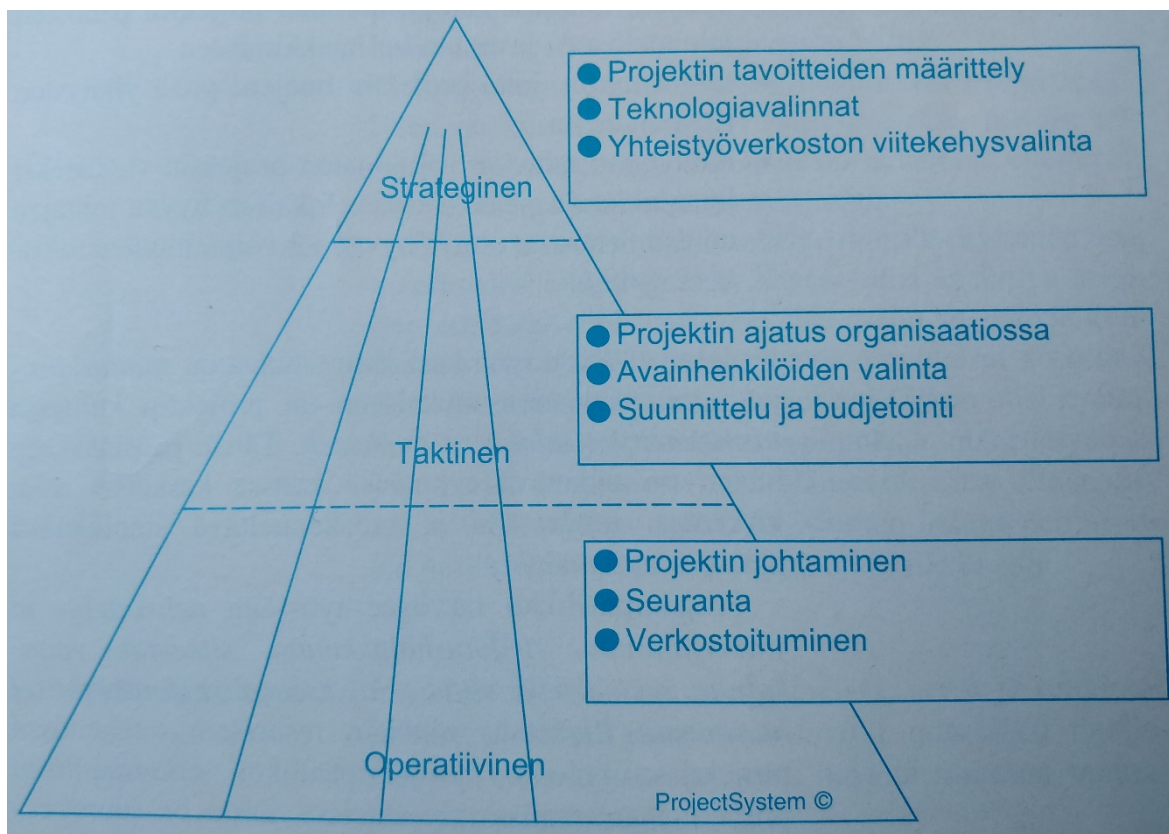 Projektin tavoitteiden määrittely
Teknologiavalinnat
Yhteistyöverkoston viitekehysvalinta
Strateginen
Projektin ajatus organisaatiossa
Avainhenkilöiden valinta
Suunnittelu ja budjetointi
Taktinen
Projektin johtaminen
Seuranta
Verkostoituminen
Operatiivinen
ProjectSystem ©